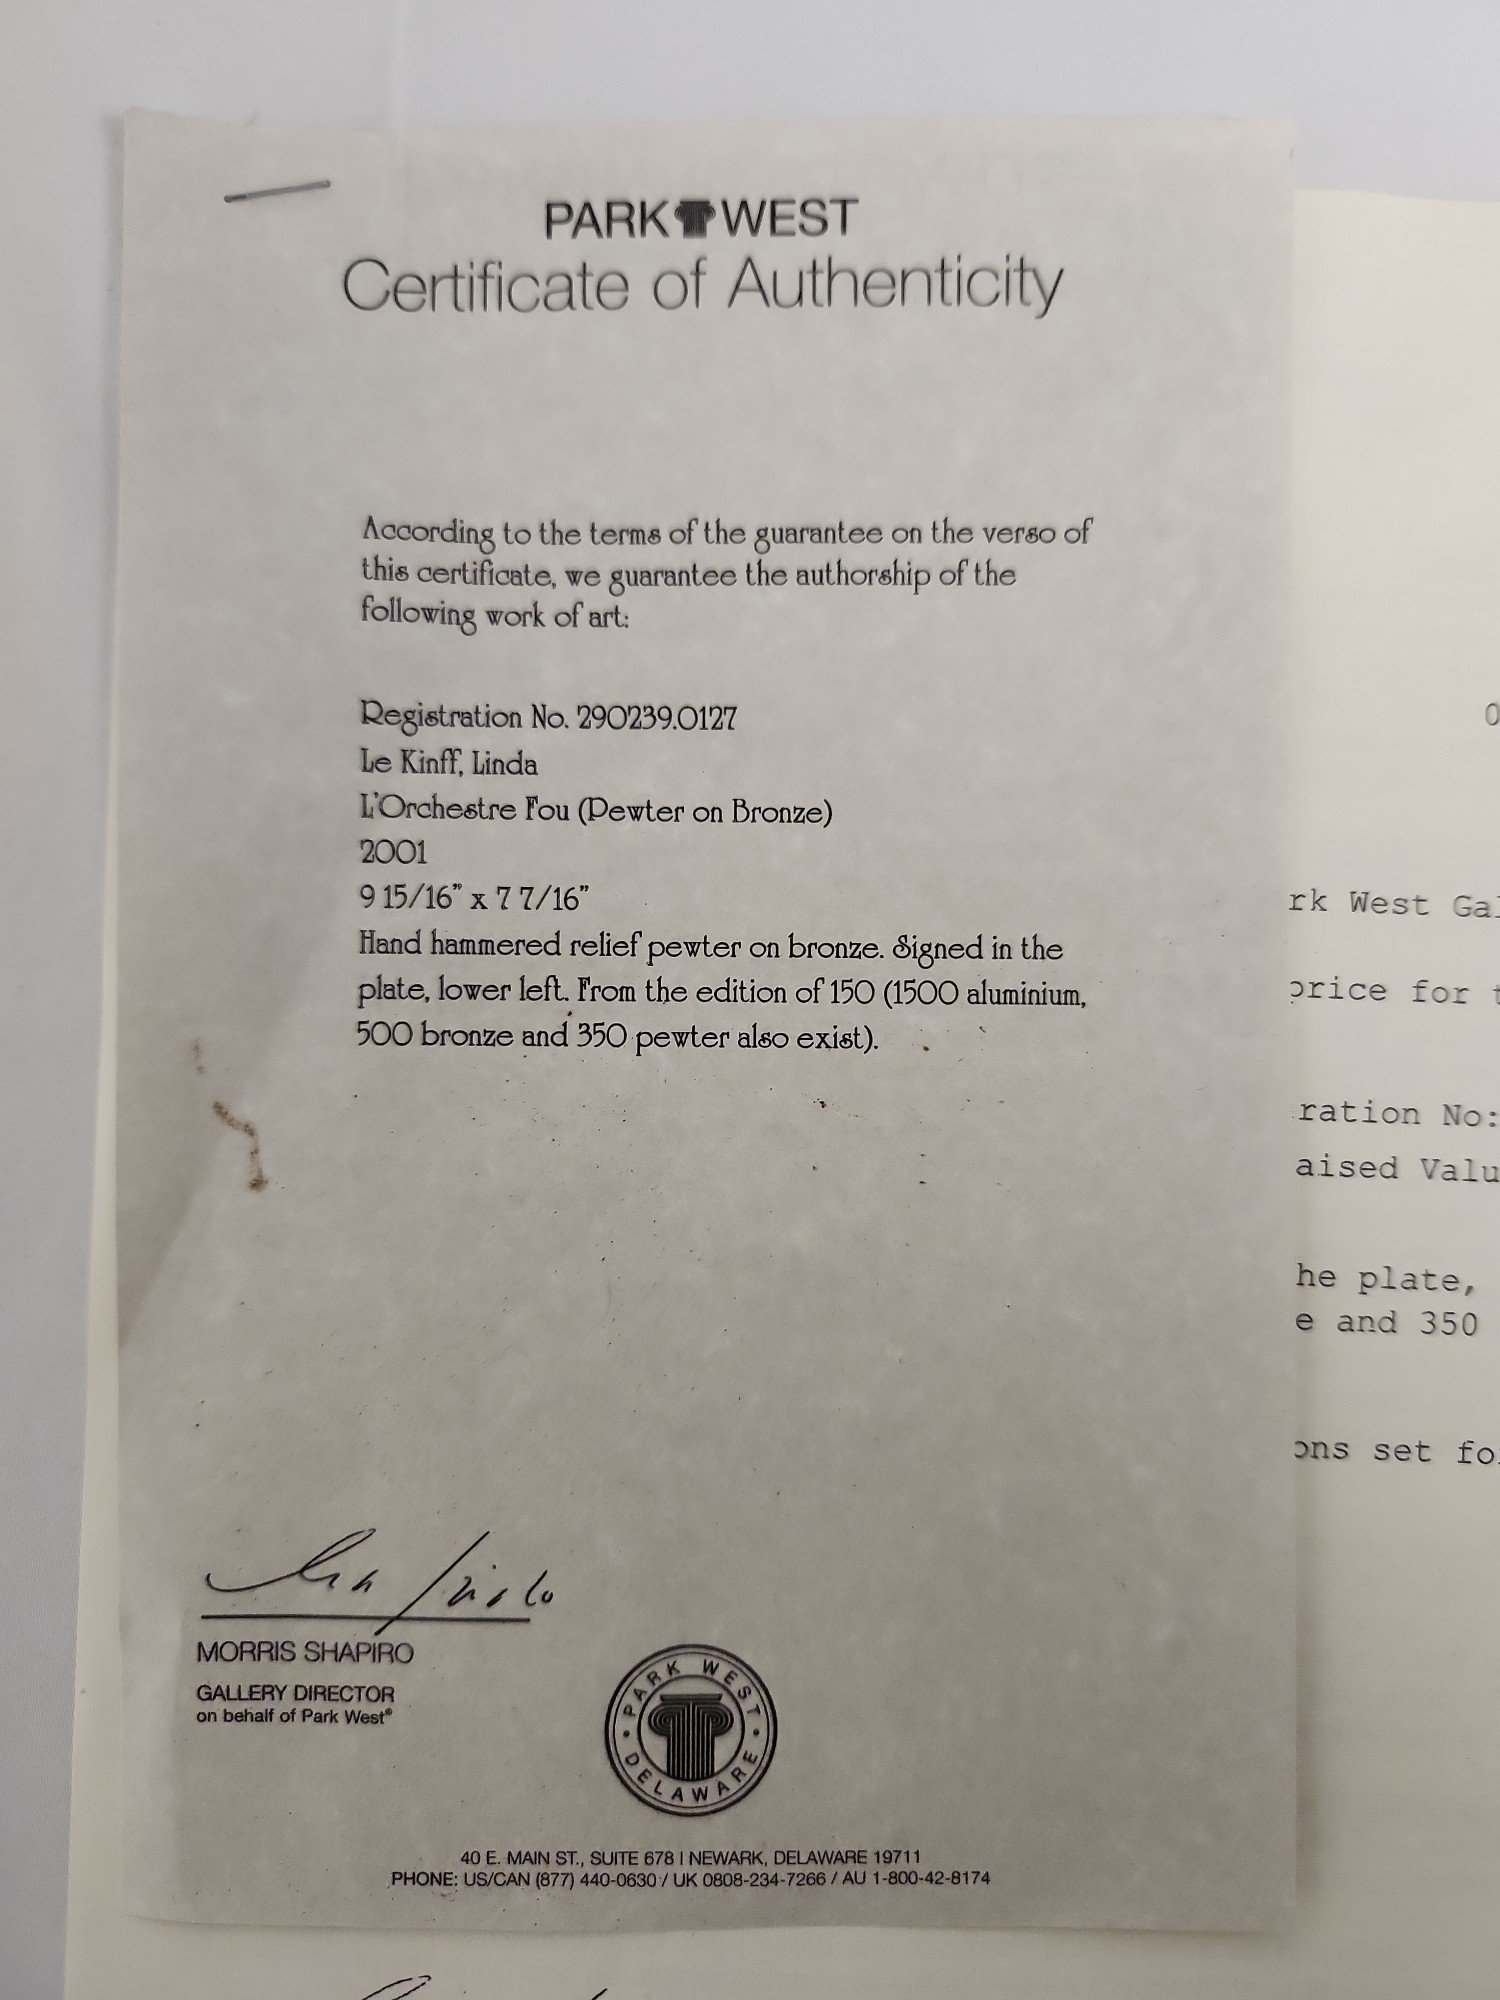 PARK WEST
Certificate of Authenticity
According to the terms of the guarantee on the verso of
this certificate, we guarantee the authorship of the
following work of art:
Registration No. 290239.0127
Le Kinff, Linda
L'Orchestre Fou (Pewter on Bronze)
2001
9 15/16" x 7 7/16"
Hand hammered relief pewter on bronze. Signed in the
plate, lower left. From the edition of 150 (1500 aluminium,
500 bronze and 350 pewter also exist).
MORRIS SHAPIRO
GALLERY DIRECTOR
on behalf of Park West®
PARK WEST
DELAWARE
40 E. MAIN ST., SUITE 678 | NEWARK, DELAWARE 19711
PHONE: US/CAN (877) 440-0630 / UK 0808-234-7266 / AU 1-800-42-8174
rk West Gal
price for t
ration No:
aised Valu
he plate,
e and 350
ons set for